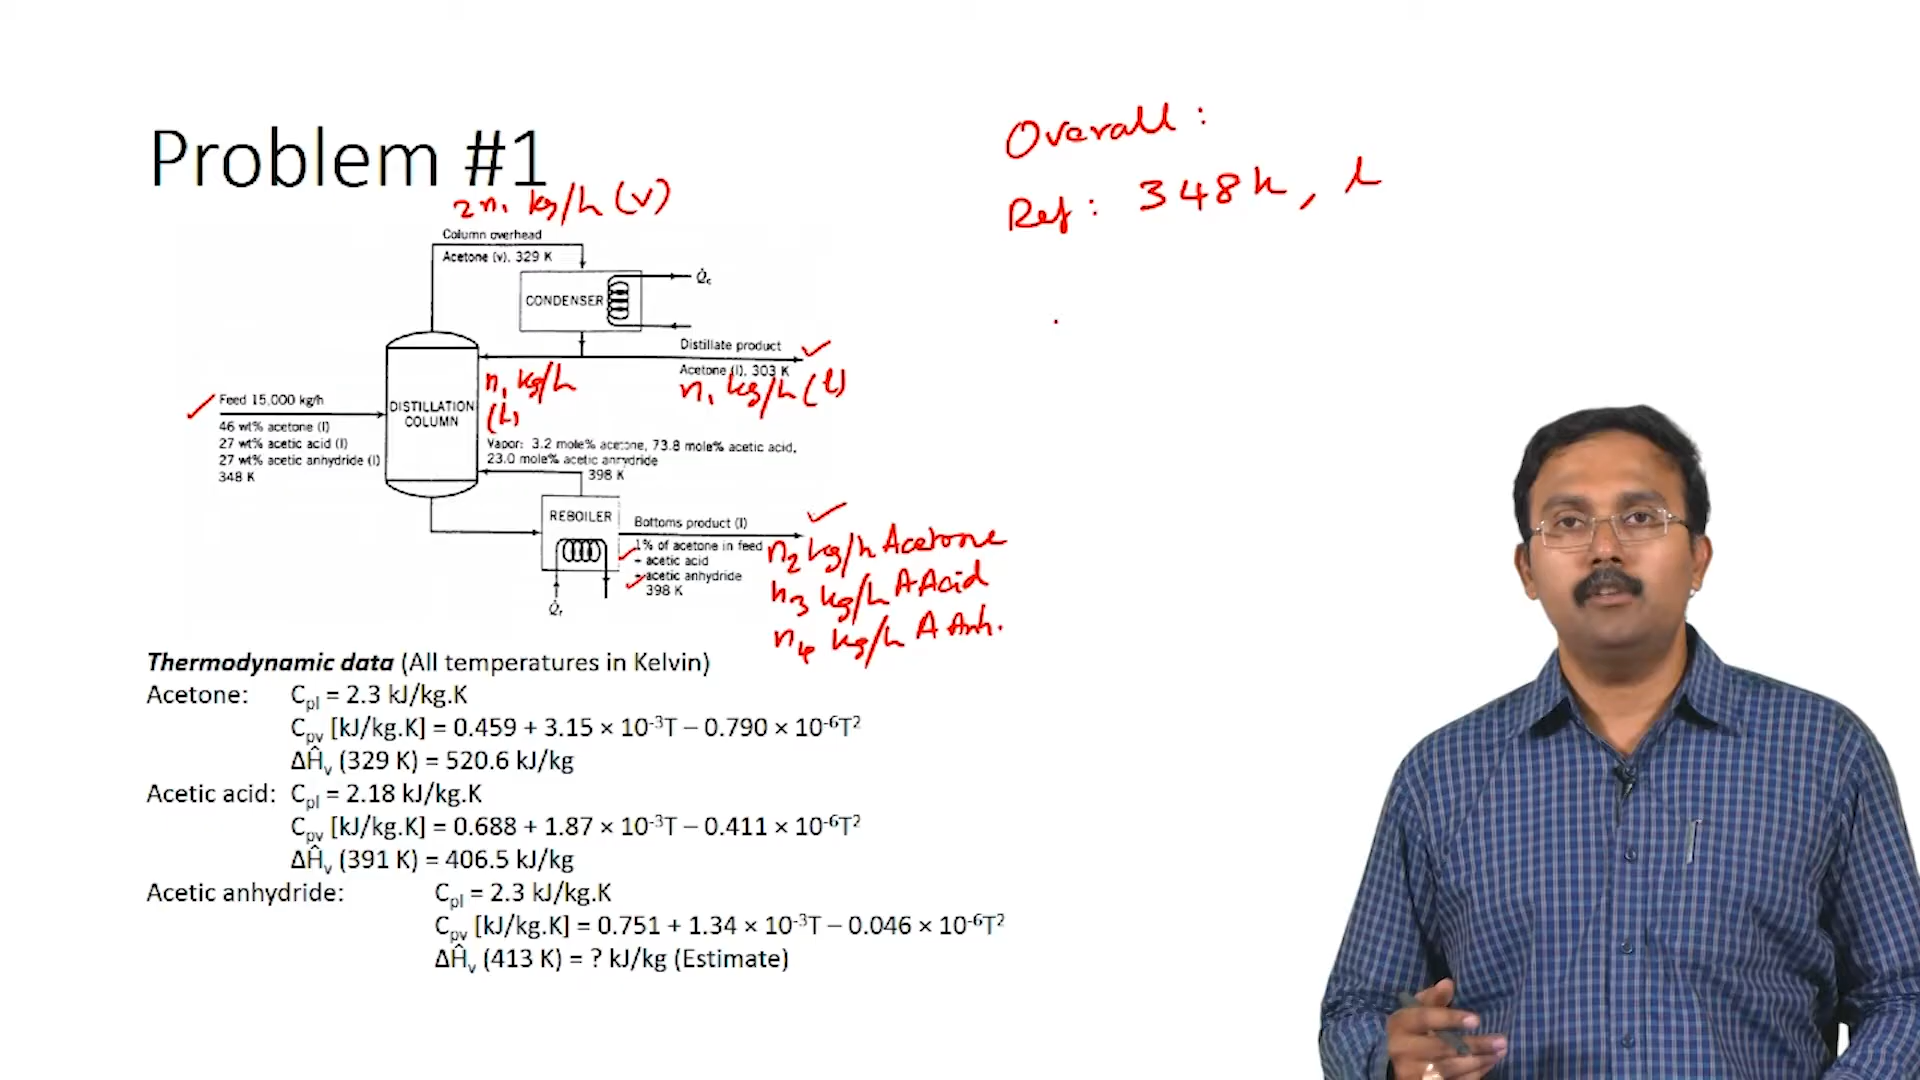 Problem #1
2n₁ kg/h (v)
Column overhead
Acetone (v), 329 K
CONDENSER
Q̇c
Distillate product
Acetone (l), 303 K
n₁ kg/h (l)
n₁ kg/h
(l)
Feed 15,000 kg/h
46 wt% acetone (l)
27 wt% acetic acid (l)
27 wt% acetic anhydride (l)
348 K
DISTILLATION
COLUMN
Vapor: 3.2 mole% acetone, 73.8 mole% acetic acid,
23.0 mole% acetic anhydride
398 K
REBOILER
Q̇r
Bottoms product (l)
1% of acetone in feed
+ acetic acid
+ acetic anhydride
398 K
n₂ kg/h Acetone
n₃ kg/h A Acid
n₄ kg/h A Anh.
Thermodynamic data (All temperatures in Kelvin)
Acetone: Cpl = 2.3 kJ/kg.K
Cpv [kJ/kg.K] = 0.459 + 3.15 × 10⁻³T – 0.790 × 10⁻⁶T²
ΔĤv (329 K) = 520.6 kJ/kg
Acetic acid: Cpl = 2.18 kJ/kg.K
Cpv [kJ/kg.K] = 0.688 + 1.87 × 10⁻³T – 0.411 × 10⁻⁶T²
ΔĤv (391 K) = 406.5 kJ/kg
Acetic anhydride: Cpl = 2.3 kJ/kg.K
Cpv [kJ/kg.K] = 0.751 + 1.34 × 10⁻³T – 0.046 × 10⁻⁶T²
ΔĤv (413 K) = ? kJ/kg (Estimate)
Overall :
Ref : 348 K, l